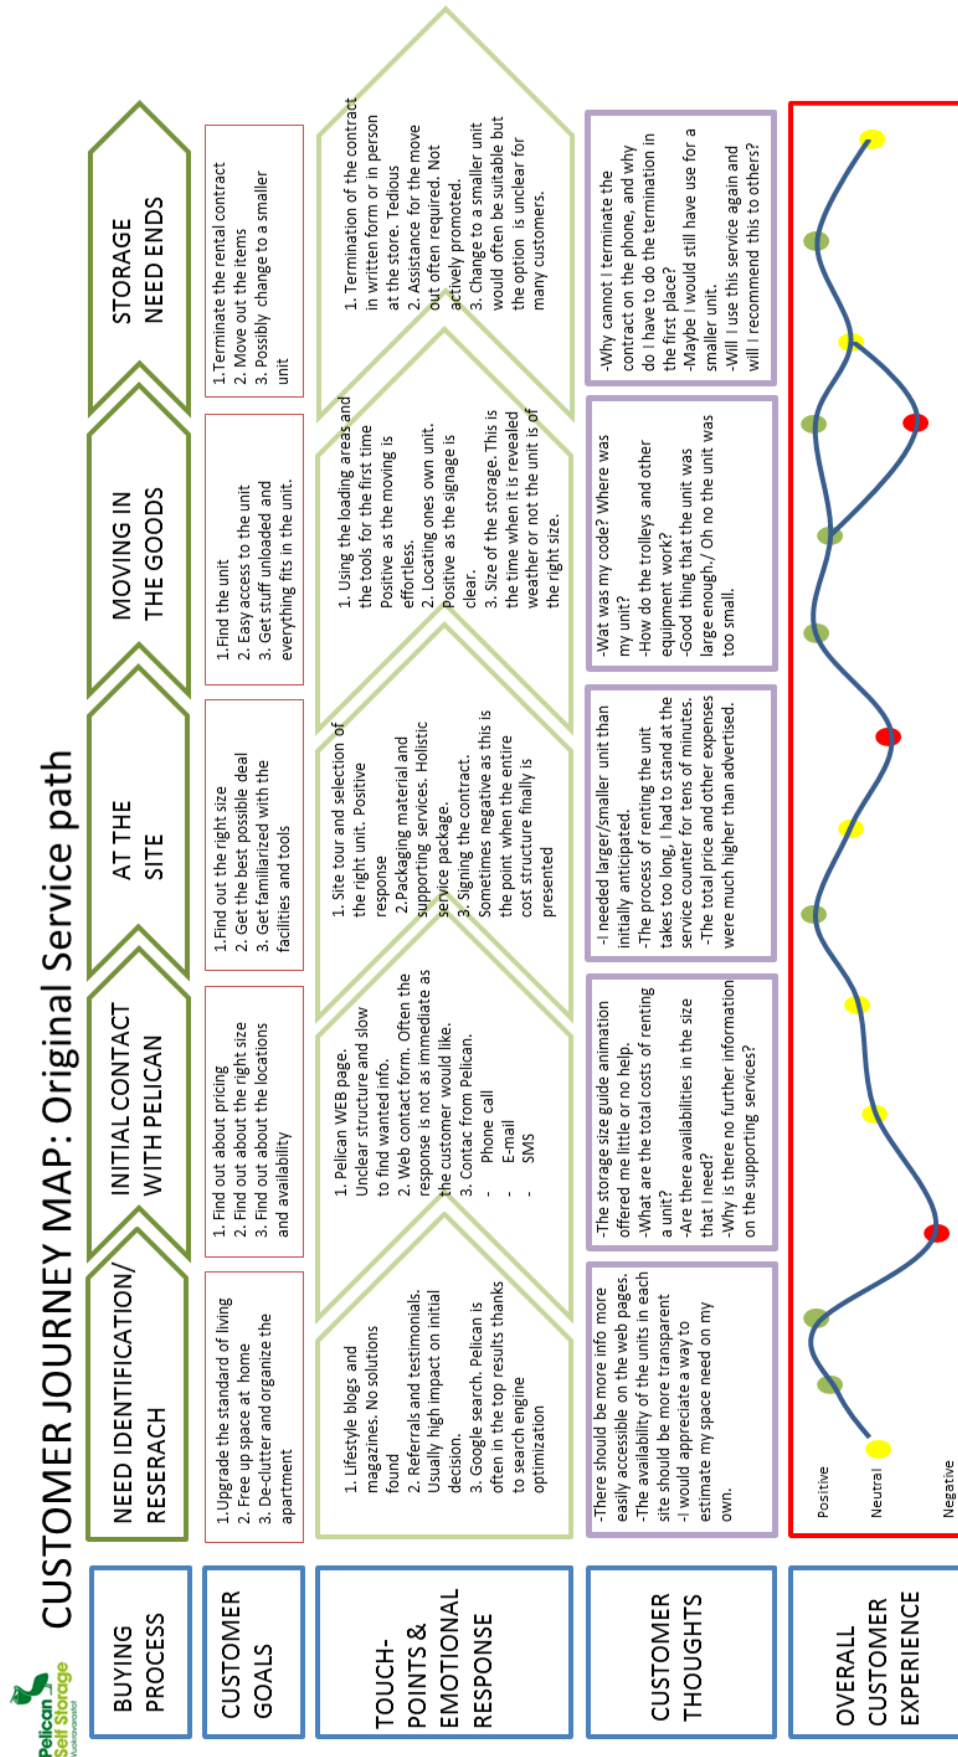 Pelican
Self Storage
Vuokravarastot
CUSTOMER JOURNEY MAP: Original Service path
BUYING
PROCESS
NEED IDENTIFICATION/
RESERACH
INITIAL CONTACT
WITH PELICAN
AT THE
SITE
MOVING IN
THE GOODS
STORAGE
NEED ENDS
CUSTOMER
GOALS
1.Upgrade the standard of living
2. Free up space at home
3. De-clutter and organize the
apartment
1. Find out about pricing
2. Find out about the right size
3. Find out about the locations
and availability
1.Find out the right size
2. Get the best possible deal
3. Get familiarized with the
facilities and tools
1.Find the unit
2. Easy access to the unit
3. Get stuff unloaded and
everything fits in the unit.
1.Terminate the rental contract
2. Move out the items
3. Possibly change to a smaller
unit
TOUCH-
POINTS &
EMOTIONAL
RESPONSE
1. Lifestyle blogs and
magazines. No solutions
found
2. Referrals and testimonials.
Usually high impact on initial
decision.
3. Google search. Pelican is
often in the top results thanks
to search engine
optimization
1. Pelican WEB page.
Unclear structure and slow
to find wanted info.
2. Web contact form. Often the
response is not as immediate as
the customer would like.
3. Contac from Pelican.
- Phone call
- E-mail
- SMS
1. Site tour and selection of
the right unit. Positive
response
2.Packaging material and
supporting services. Holistic
service package.
3. Signing the contract.
Sometimes negative as this is
the point when the entire
cost structure finally is
presented
1. Using the loading areas and
the tools for the first time
Positive as the moving is
effortless.
2. Locating ones own unit.
Positive as the signage is
clear.
3. Size of the storage. This is
the time when it is revealed
weather or not the unit is of
the right size.
1. Termination of the contract
in written form or in person
at the store. Tedious
2. Assistance for the move
out often required. Not
actively promoted.
3. Change to a smaller unit
would often be suitable but
the option is unclear for
many customers.
CUSTOMER
THOUGHTS
-There should be more info more
easily accessible on the web pages.
-The availability of the units in each
site should be more transparent
-I would appreciate a way to
estimate my space need on my
own.
-The storage size guide animation
offered me little or no help.
-What are the total costs of renting
a unit?
-Are there availabilities in the size
that I need?
-Why is there no further information
on the supporting services?
-I needed larger/smaller unit than
initially anticipated.
-The process of renting the unit
takes too long, I had to stand at the
service counter for tens of minutes.
-The total price and other expenses
were much higher than advertised.
-Wat was my code? Where was
my unit?
-How do the trolleys and other
equipment work?
-Good thing that the unit was
large enough./ Oh no the unit was
too small.
-Why cannot I terminate the
contract on the phone, and why
do I have to do the termination in
the first place?
-Maybe I would still have use for a
smaller unit.
-Will I use this service again and
will I recommend this to others?
OVERALL
CUSTOMER
EXPERIENCE
Positive
Neutral
Negative